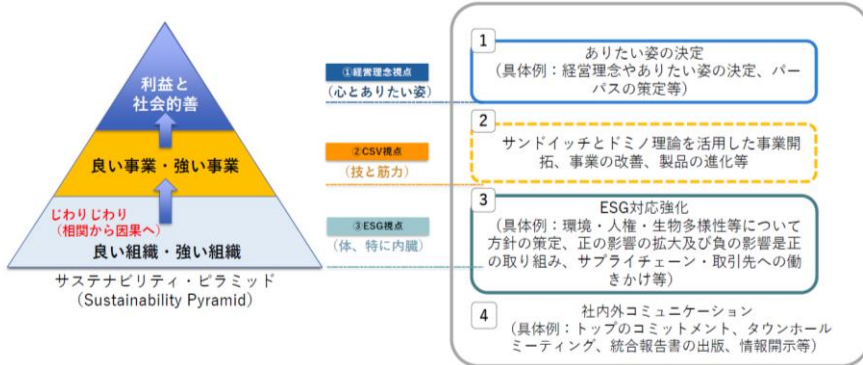 利益と
社会的善
良い事業・強い事業
じわりじわり
(相関から因果へ)
良い組織・強い組織
サステナビリティ・ピラミッド
(Sustainability Pyramid)
①経営理念視点
(心とありたい姿)
②CSV視点
(技と筋力)
③ESG視点
(体、特に内臓)
1
ありたい姿の決定
(具体例:経営理念やありたい姿の決定、パー
パスの策定等)
2
サンドイッチとドミノ理論を活用した事業開
拓、事業の改善、製品の進化等
3
ESG対応強化
(具体例:環境・人権・生物多様性等について
方針の策定、正の影響の拡大及び負の影響是正
の取り組み、サプライチェーン・取引先への働
きかけ等)
4
社内外コミュニケーション
(具体例:トップのコミットメント、タウンホール
ミーティング、統合報告書の出版、情報開示等)